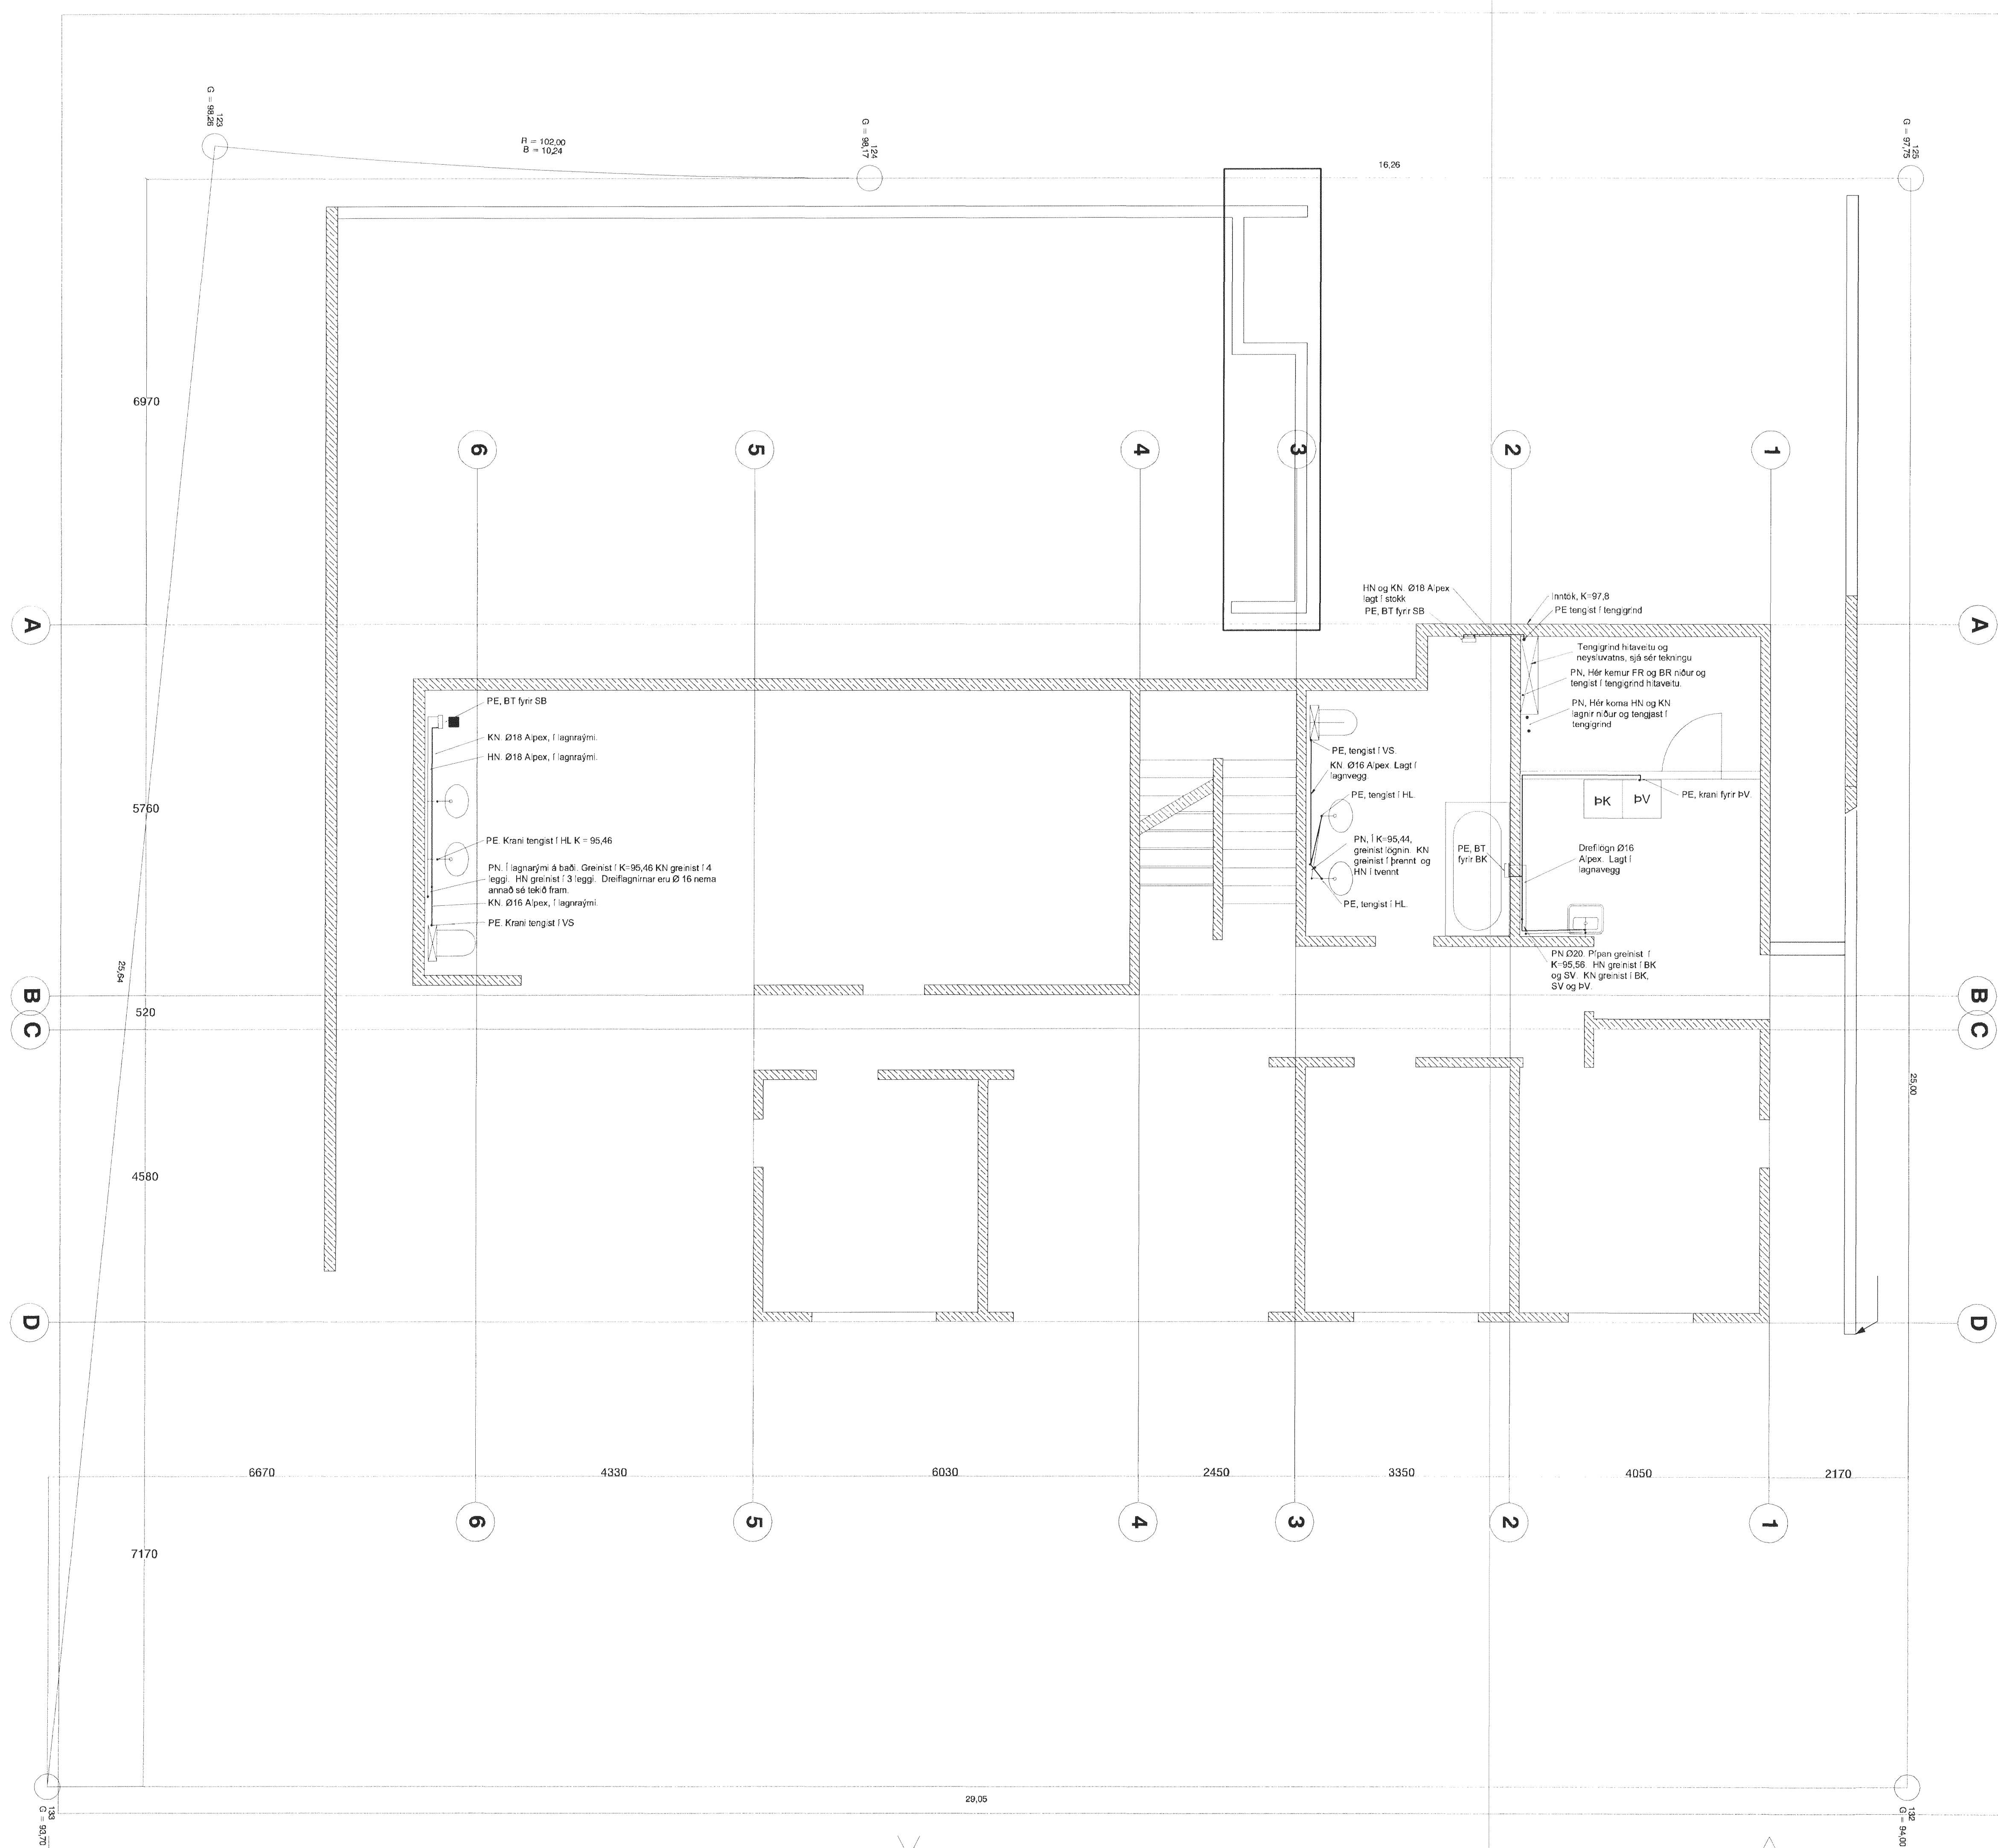 123
G = 98,26
R = 102,00
B = 10,24
124
G = 98,17
16,26
125
G = 97,75
6970
6
5
4
3
2
1
HN og KN. Ø18 Alpex
lagt í stokk
PE, BT fyrir SB
Inntök, K=97,8
PE tengist í tengigrind
A
A
Tengigrind hitaveitu og
neysluvatns, sjá sér tekningu
PN, Hér kemur FR og BR niður og
tengist í tengigrind hitaveitu.
PN, Hér koma HN og KN
lagnir niður og tengjast í
tengigrind
PE, BT fyrir SB
KN. Ø18 Alpex, í lagnraými.
HN. Ø18 Alpex, í lagnraými.
PE, tengist í VS.
KN. Ø16 Alpex. Lagt í
lagnvegg.
PE, tengist í HL.
ÞK
ÞV
PE, krani fyrir ÞV.
5760
PE. Krani tengist í HL K = 95,46
PN, Í K=95,44,
greinist lögnin. KN
greinist í þrennt og
HN í tvennt
PE, BT
fyrir BK
Dreflilögn Ø16
Alpex. Lagt í
lagnavegg
PN. Í lagnarými á baði. Greinist í K=95,46 KN greinist í 4
leggi. HN greinist í 3 leggi. Dreiflagnirnar eru Ø 16 nema
annað sé tekið fram.
KN. Ø16 Alpex, í lagnraými.
PE, tengist í HL.
PE. Krani tengist í VS
PN Ø20. Pípan greinist í
K=95,56. HN greinist í BK
og SV. KN greinist í BK,
SV og ÞV.
25,64
B
B
520
C
C
25,00
4580
D
D
6670
4330
6030
2450
3350
4050
2170
6
5
4
3
2
1
7170
29,05
133
G = 93,70
132
G = 94,00